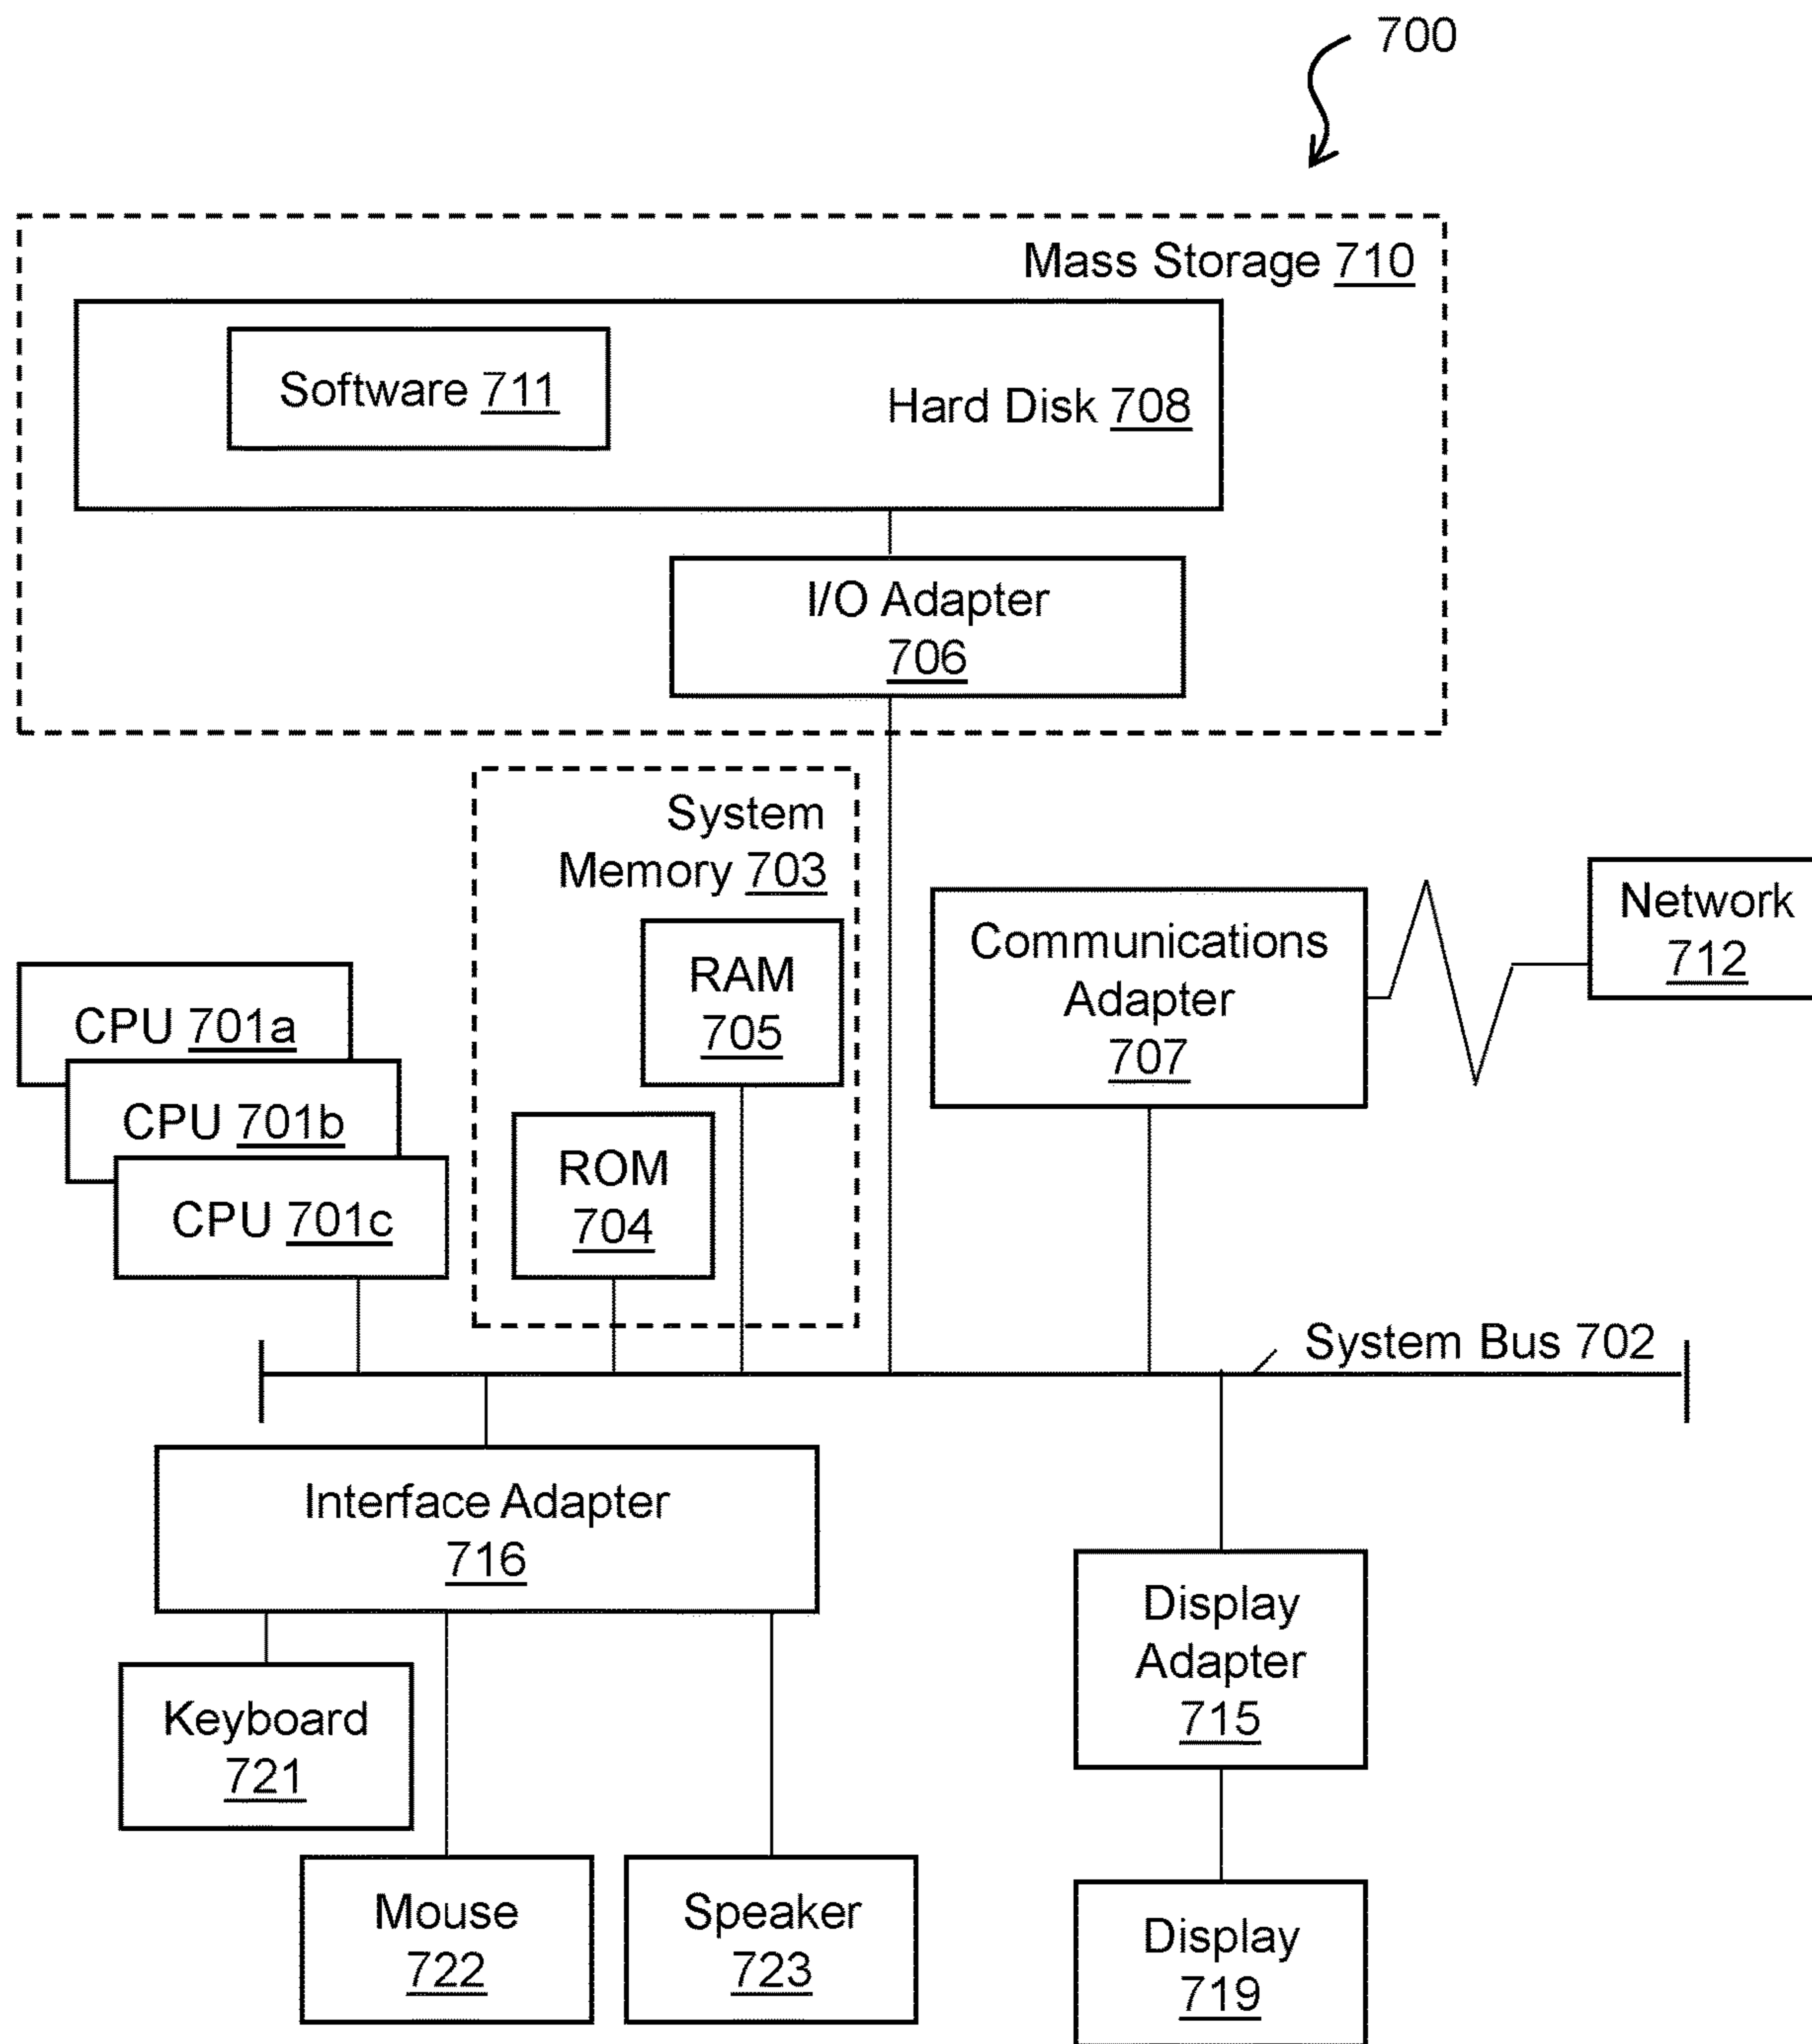 700
Mass Storage 710
Software 711
Hard Disk 708
I/O Adapter
706
System
Memory 703
RAM
705
ROM
704
CPU 701a
CPU 701b
CPU 701c
Communications
Adapter
707
Network
712
System Bus 702
Interface Adapter
716
Keyboard
721
Mouse
722
Speaker
723
Display
Adapter
715
Display
719